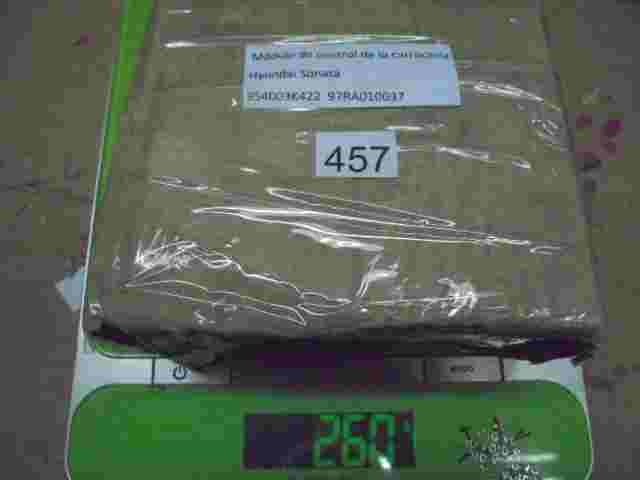 Módulo de control de la carrocería
Hyundai Sonata
954003K422 97RA010037
457
260